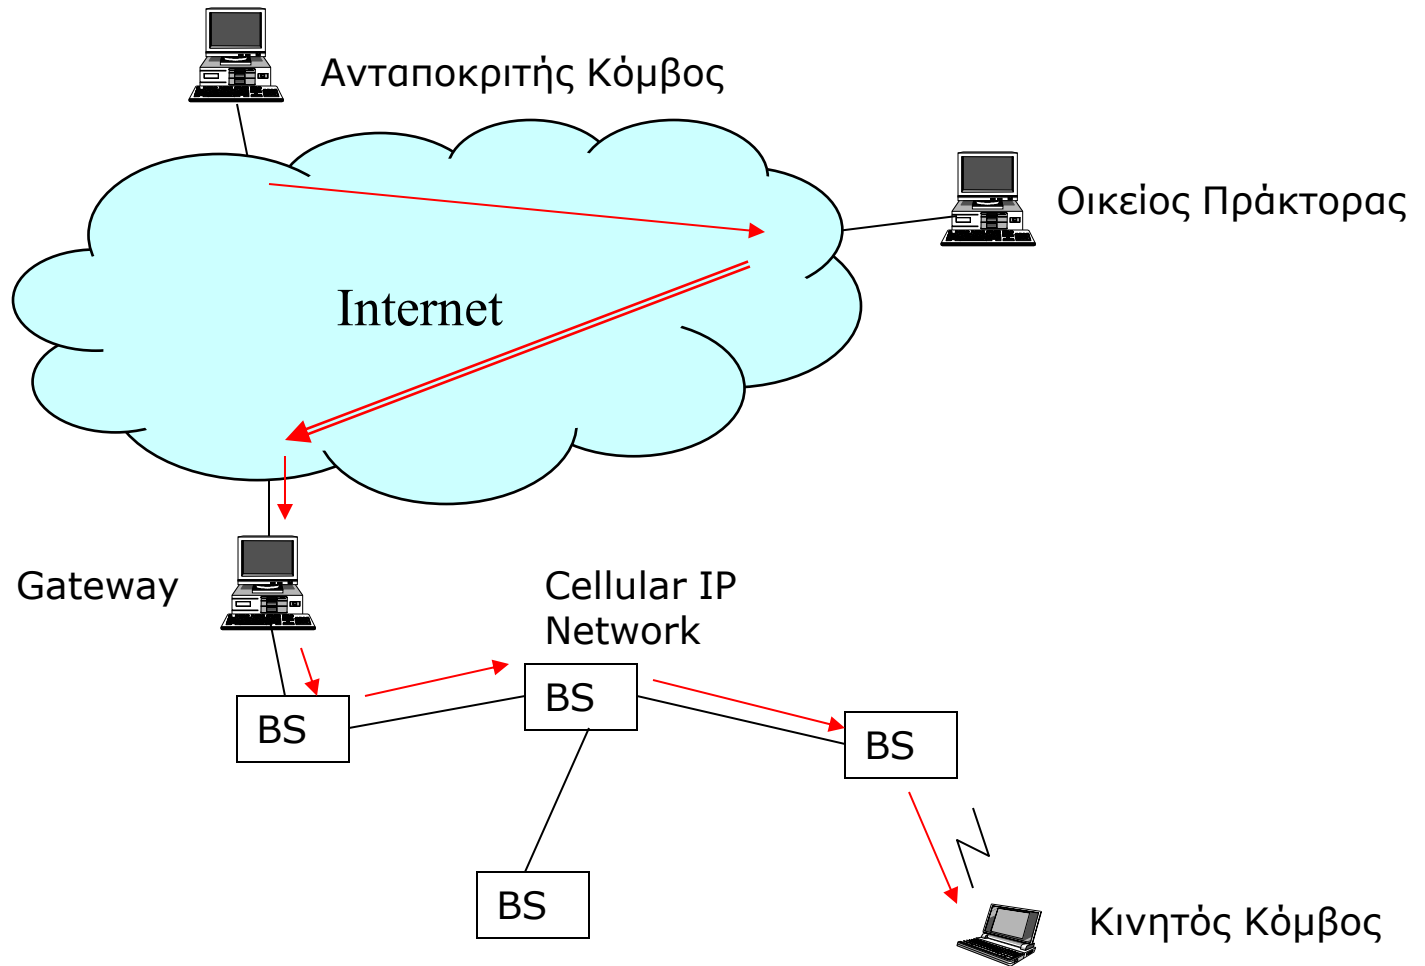 Ανταποκριτής Κόμβος
Οικείος Πράκτορας
Internet
Gateway
Cellular IP
Network
BS
BS
BS
BS
Κινητός Κόμβος